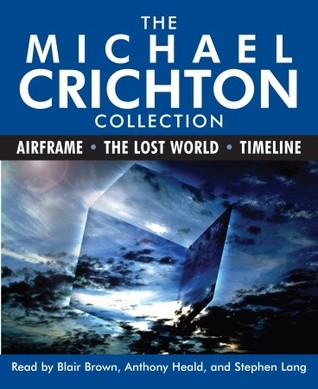 THE
MICHAEL
CRICHTON
COLLECTION
AIRFRAME • THE LOST WORLD • TIMELINE
Read by Blair Brown, Anthony Heald, and Stephen Lang